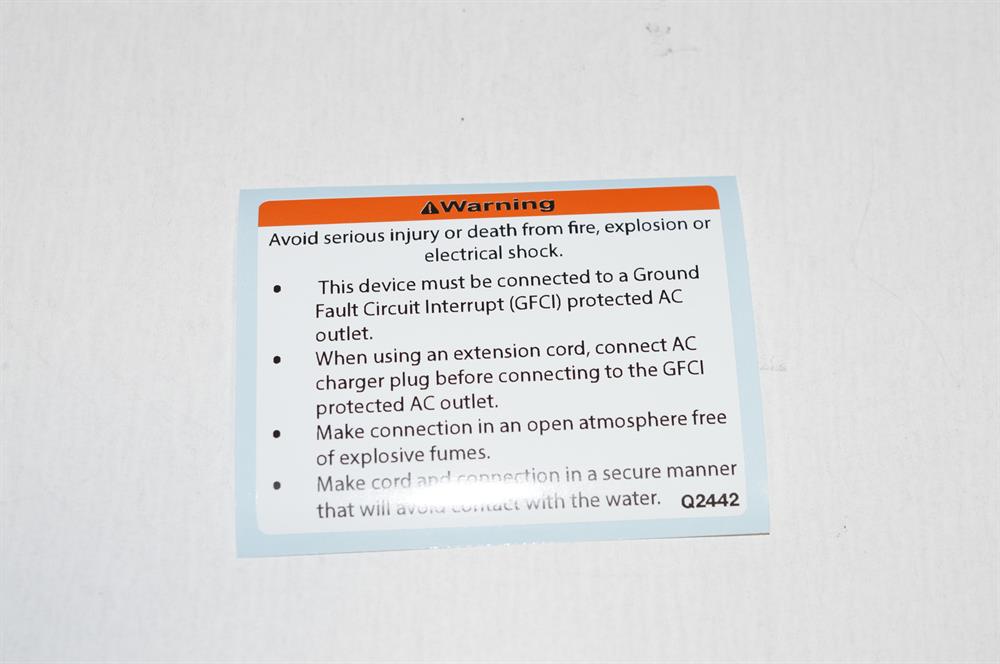 ⚠Warning
Avoid serious injury or death from fire, explosion or
electrical shock.
• This device must be connected to a Ground
Fault Circuit Interrupt (GFCI) protected AC
outlet.
• When using an extension cord, connect AC
charger plug before connecting to the GFCI
protected AC outlet.
• Make connection in an open atmosphere free
of explosive fumes.
• Make cord and connection in a secure manner
that will avoid contact with the water. Q2442